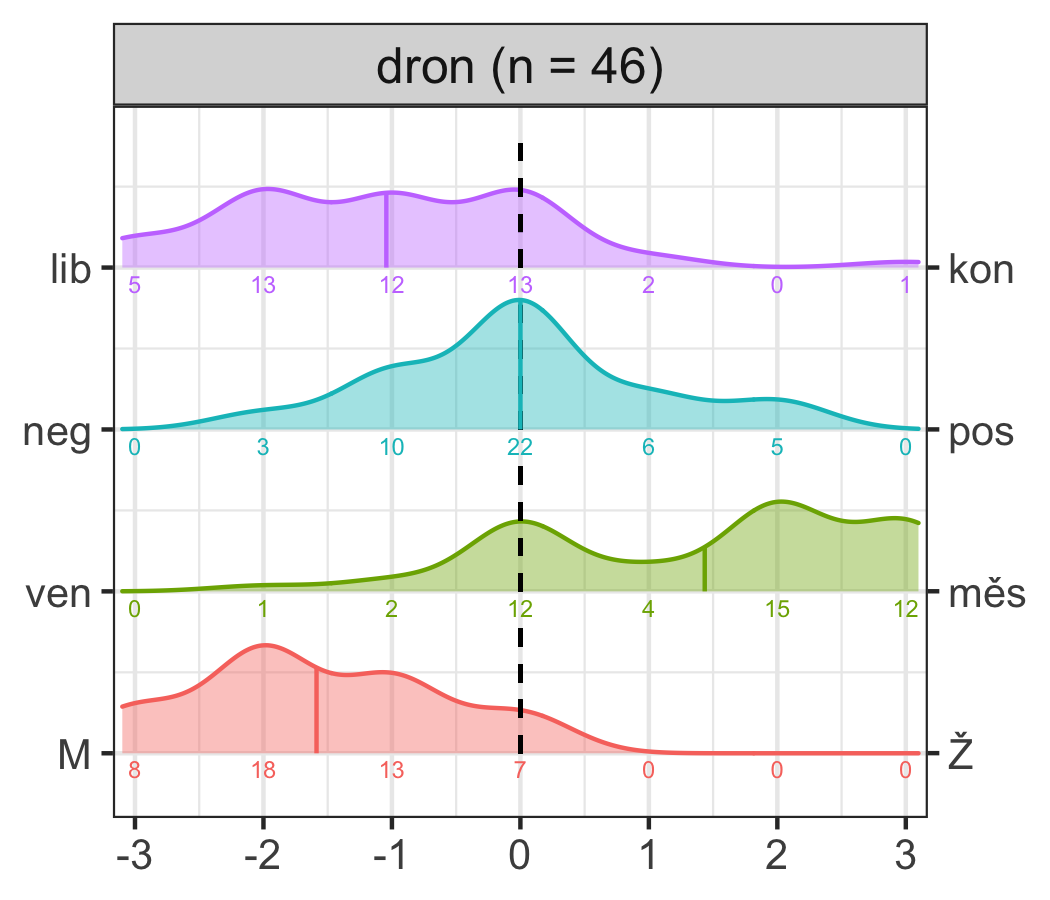 dron (n = 46)
lib kon
5 13 12 13 2 0 1
neg pos
0 3 10 22 6 5 0
ven měs
0 1 2 12 4 15 12
M Ž
8 18 13 7 0 0 0
-3 -2 -1 0 1 2 3